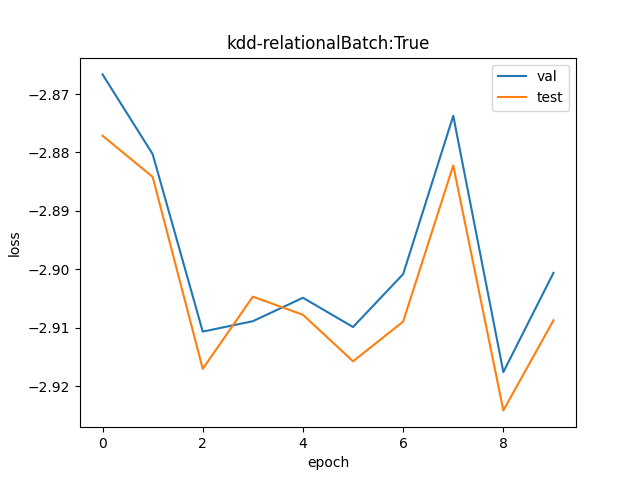 kdd-relationalBatch:True
val
test
−2.87
−2.88
−2.89
−2.90
−2.91
−2.92
loss
0 2 4 6 8
epoch